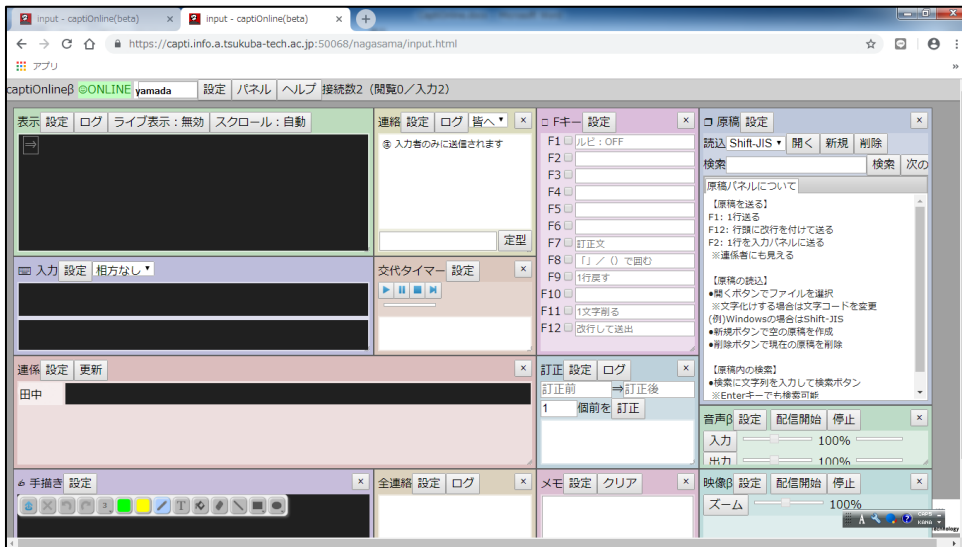 input - captiOnline(beta) × input - captiOnline(beta) ×
https://capti.info.a.tsukuba-tech.ac.jp:50068/nagasama/input.html
アプリ »
captiOnlineβ ☺ONLINE yamada 設定 パネル ヘルプ 接続数2（閲覧0／入力2）
表示 設定 ログ ライブ表示：無効 スクロール：自動
⇒
連絡 設定 ログ 皆へ▼ ×
入力者のみに送信されます
定型
□ Fキー 設定 ×
F1 ルビ：OFF
F2
F3
F4
F5
F6
F7 訂正文
F8 「」／（）で囲む
F9 1行戻す
F10
F11 1文字削る
F12 改行して送出
原稿 設定 ×
読込 Shift-JIS▼ 開く 新規 削除
検索 検索 次の
原稿パネルについて
【原稿を送る】
F1: 1行送る
F12: 行頭に改行を付けて送る
F2: 1行を入力パネルに送る
※連係者にも見える
【原稿の読込】
●開くボタンでファイルを選択
※文字化けする場合は文字コードを変更
(例)Windowsの場合はShift-JIS
●新規ボタンで空の原稿を作成
●削除ボタンで現在の原稿を削除
【原稿内の検索】
●検索に文字列を入力して検索ボタン
※Enterキーでも検索可能
入力 設定 相方なし▼
交代タイマー 設定 ×
連係 設定 更新 ×
田中
訂正 設定 ログ ×
訂正前 ⇒訂正後
1 個前を 訂正
音声β 設定 配信開始 停止 ×
入力 100%
出力 100%
手描き 設定 ×
T
全連絡 設定 ログ ×
メモ 設定 クリア ×
映像β 設定 配信開始 停止 ×
ズーム 100%
A CAPS
KANA